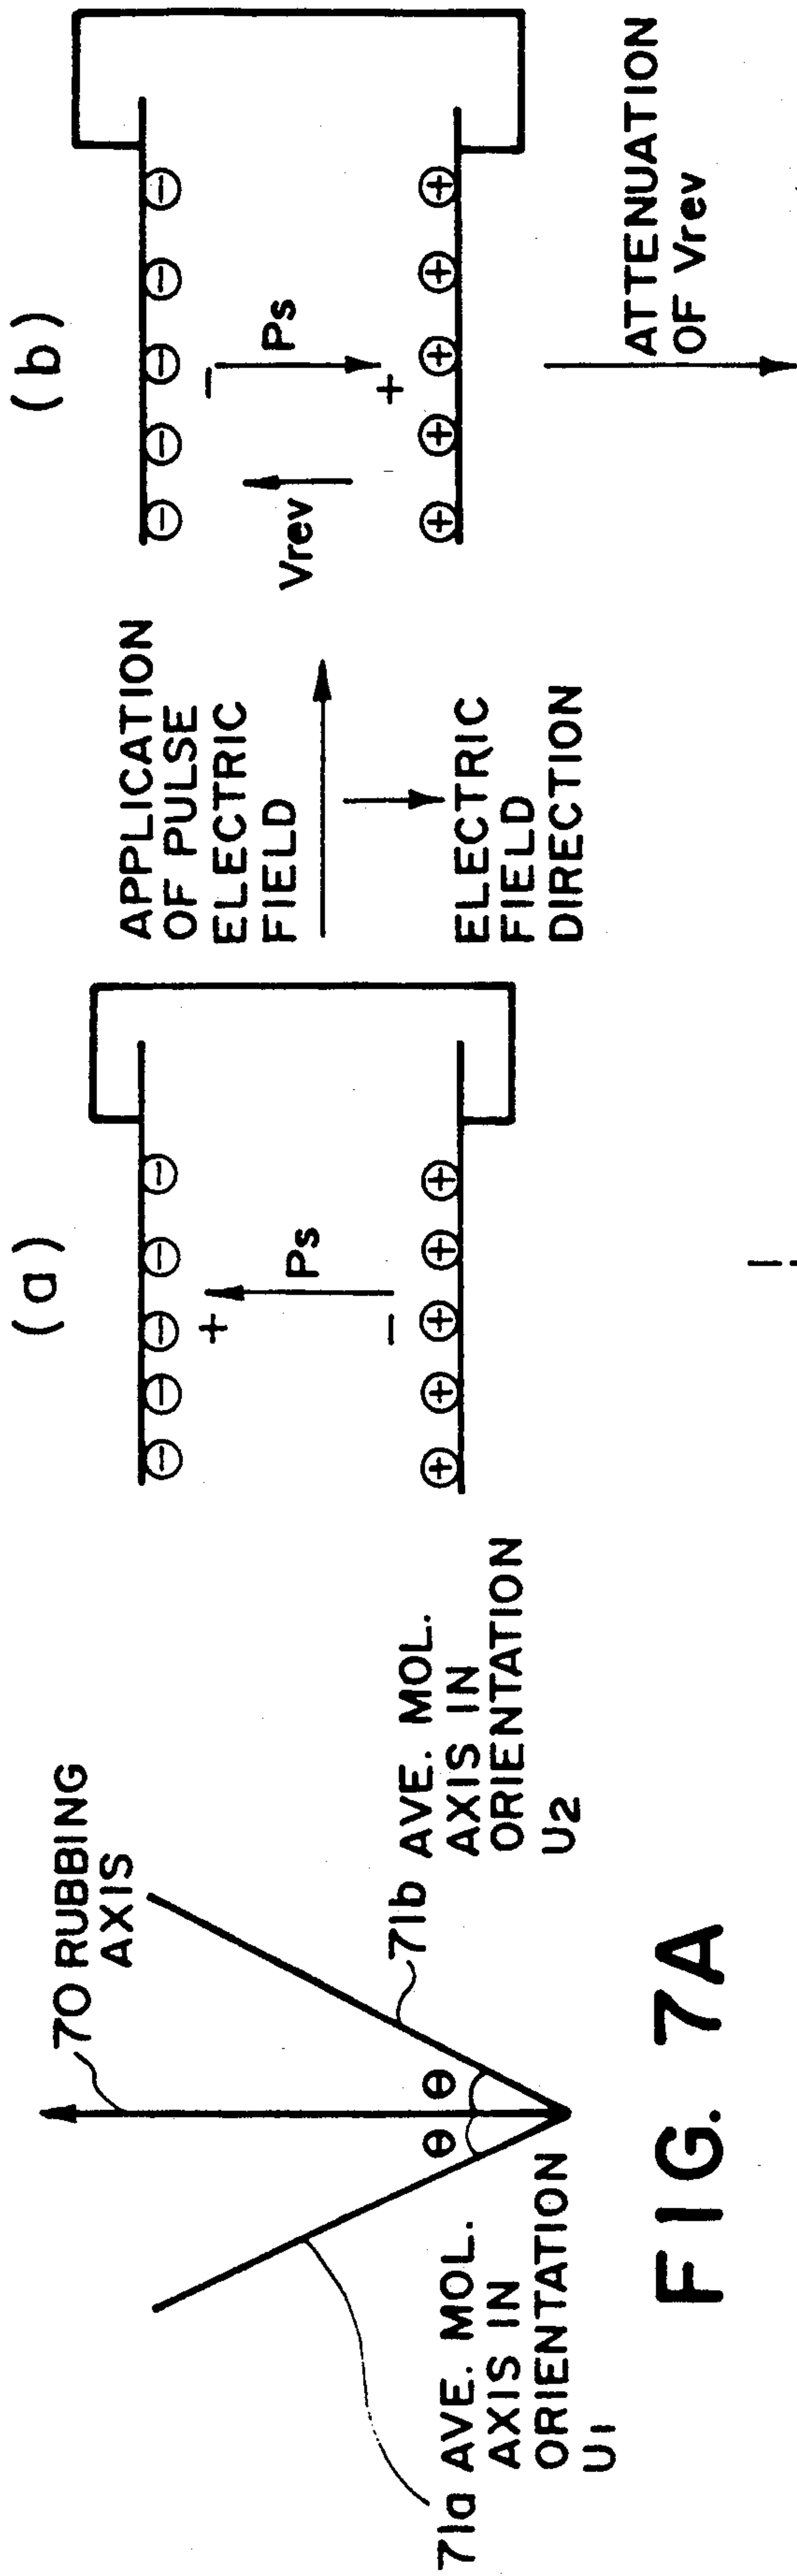 70 RUBBING
AXIS
θ θ
71a AVE. MOL.
AXIS IN
ORIENTATION
U1
71b AVE. MOL.
AXIS IN
ORIENTATION
U2
FIG. 7A
(a)
⊖ ⊖ ⊖ ⊖ ⊖
+
Ps
−
⊕ ⊕ ⊕ ⊕ ⊕
APPLICATION
OF PULSE
ELECTRIC
FIELD
ELECTRIC
FIELD
DIRECTION
(b)
⊖ ⊖ ⊖ ⊖ ⊖
−
Ps
Vrev
+
⊕ ⊕ ⊕ ⊕ ⊕
ATTENUATION
OF Vrev